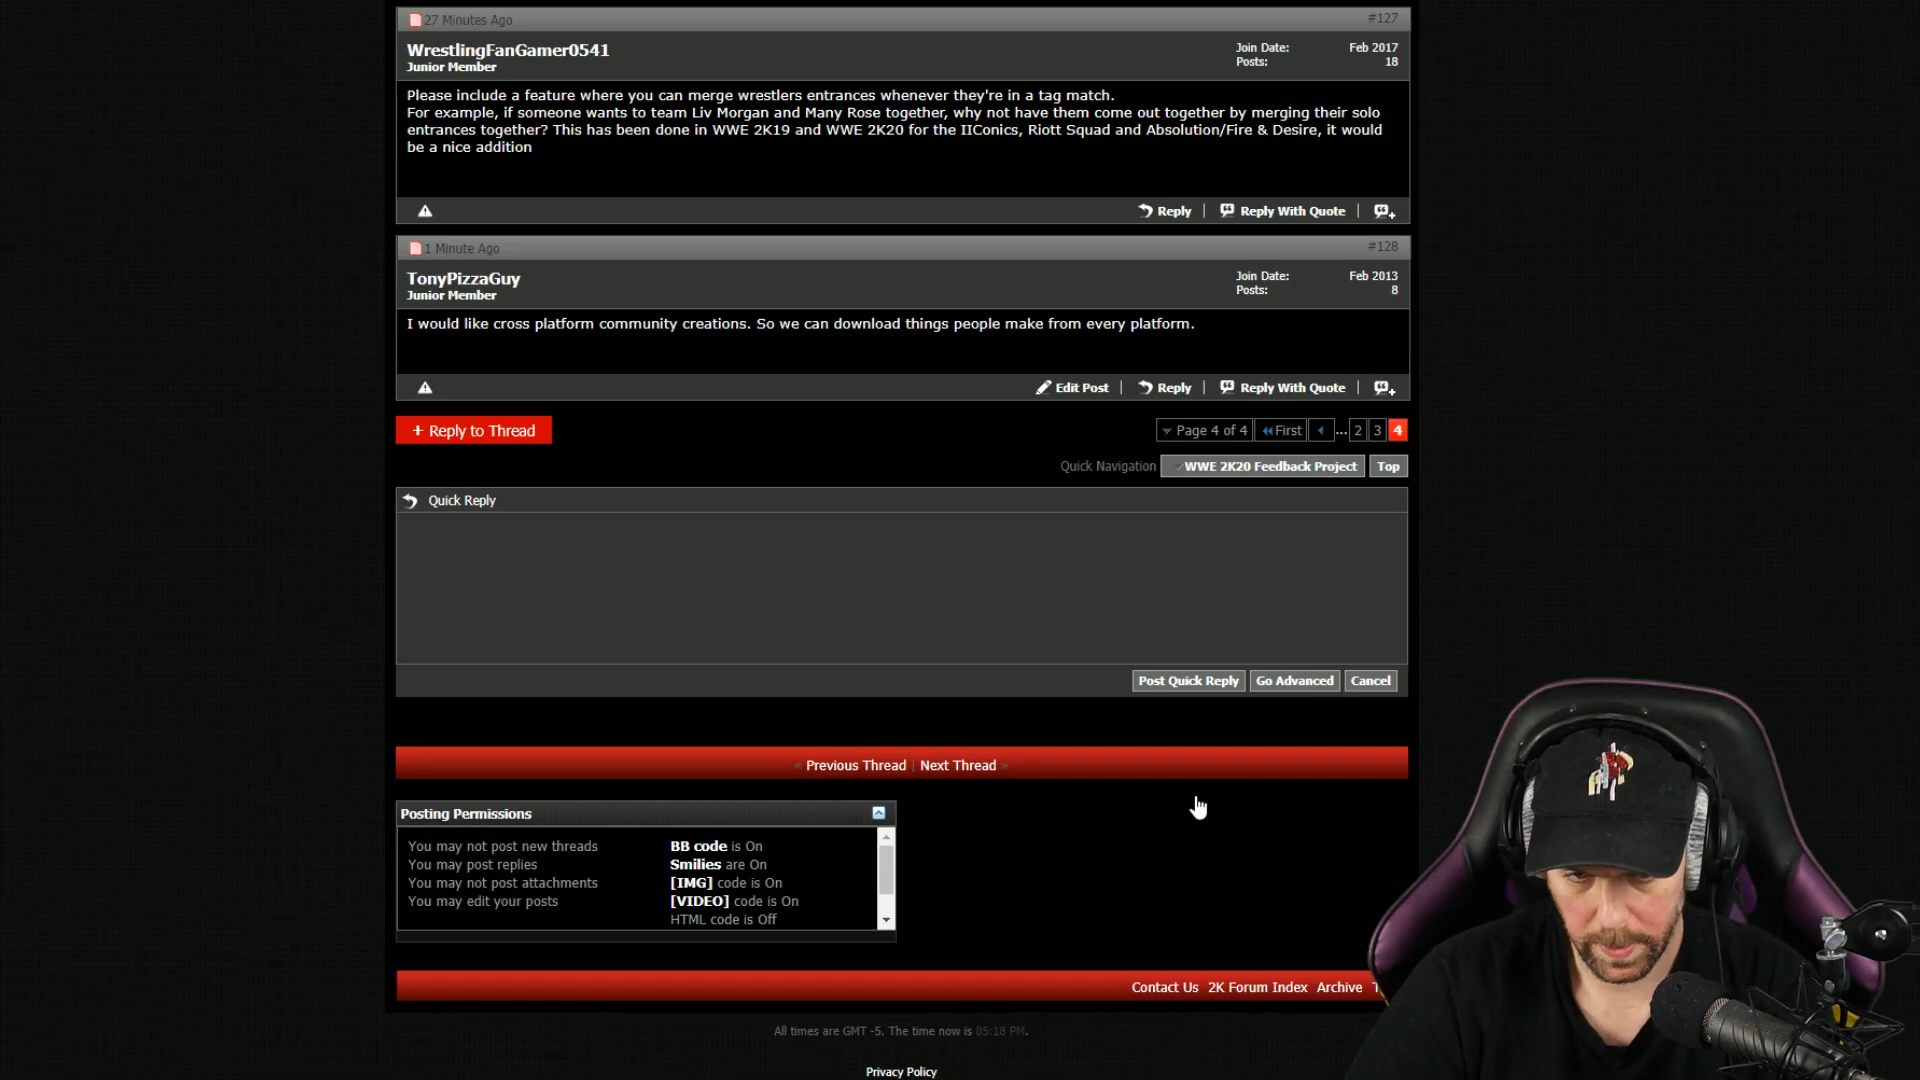 27 Minutes Ago #127
WrestlingFanGamer0541
Junior Member
Join Date: Feb 2017
Posts: 18
Please include a feature where you can merge wrestlers entrances whenever they're in a tag match.
For example, if someone wants to team Liv Morgan and Many Rose together, why not have them come out together by merging their solo
entrances together? This has been done in WWE 2K19 and WWE 2K20 for the IIConics, Riott Squad and Absolution/Fire & Desire, it would
be a nice addition
Reply | Reply With Quote |
1 Minute Ago #128
TonyPizzaGuy
Junior Member
Join Date: Feb 2013
Posts: 8
I would like cross platform community creations. So we can download things people make from every platform.
Edit Post | Reply | Reply With Quote |
+ Reply to Thread
Page 4 of 4 First ... 2 3 4
Quick Navigation WWE 2K20 Feedback Project Top
Quick Reply
Post Quick Reply Go Advanced Cancel
« Previous Thread | Next Thread »
Posting Permissions
You may not post new threads
You may post replies
You may not post attachments
You may edit your posts
BB code is On
Smilies are On
[IMG] code is On
[VIDEO] code is On
HTML code is Off
Contact Us 2K Forum Index Archive
All times are GMT -5. The time now is 05:18 PM.
Privacy Policy